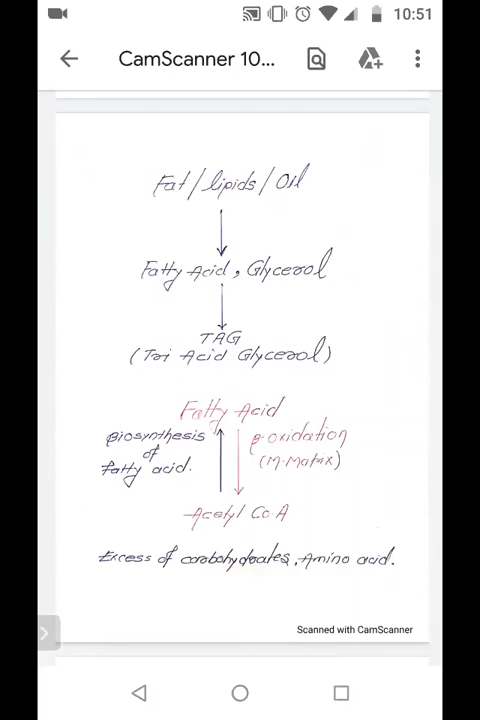 10:51
CamScanner 10...
Fat/lipids/Oil
Fatty Acid, Glycerol
TAG
(Tri Acid Glycerol)
Fatty Acid
Biosynthesis
of
fatty acid.
β-oxidation
(M.Matrix)
Acetyl Co.A
Excess of carbohydrates, Amino acid.
Scanned with CamScanner